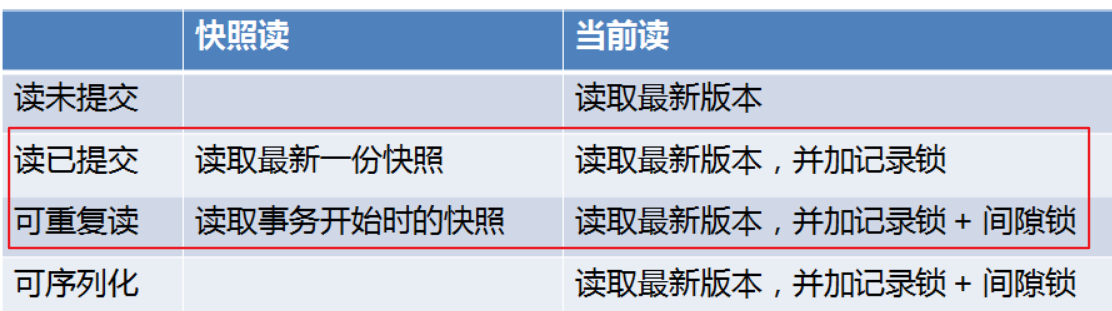 快照读 当前读
读未提交 读取最新版本
读已提交 读取最新一份快照 读取最新版本，并加记录锁
可重复读 读取事务开始时的快照 读取最新版本，并加记录锁 + 间隙锁
可序列化 读取最新版本，并加记录锁 + 间隙锁